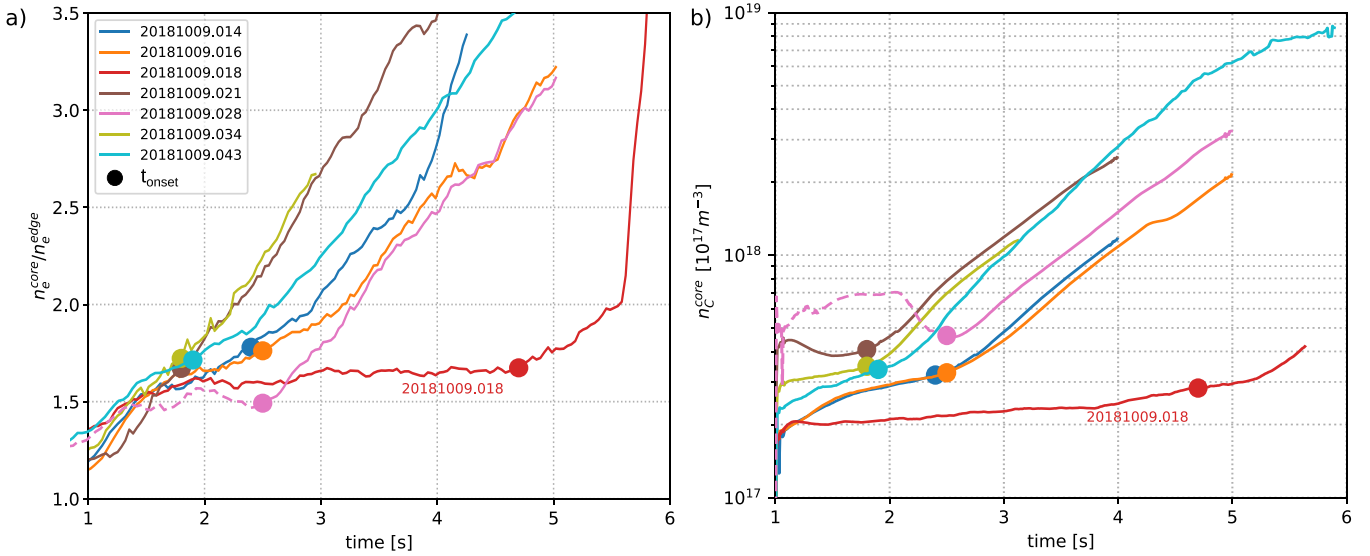 a)
3.5
3.0
2.5
2.0
1.5
1.0
n_e^{core}/n_e^{edge}
20181009.014
20181009.016
20181009.018
20181009.021
20181009.028
20181009.034
20181009.043
t_{onset}
20181009.018
1 2 3 4 5 6
time [s]
b)
10^{19}
10^{18}
10^{17}
n_C^{core} [10^{17}m^{-3}]
20181009.018
1 2 3 4 5 6
time [s]